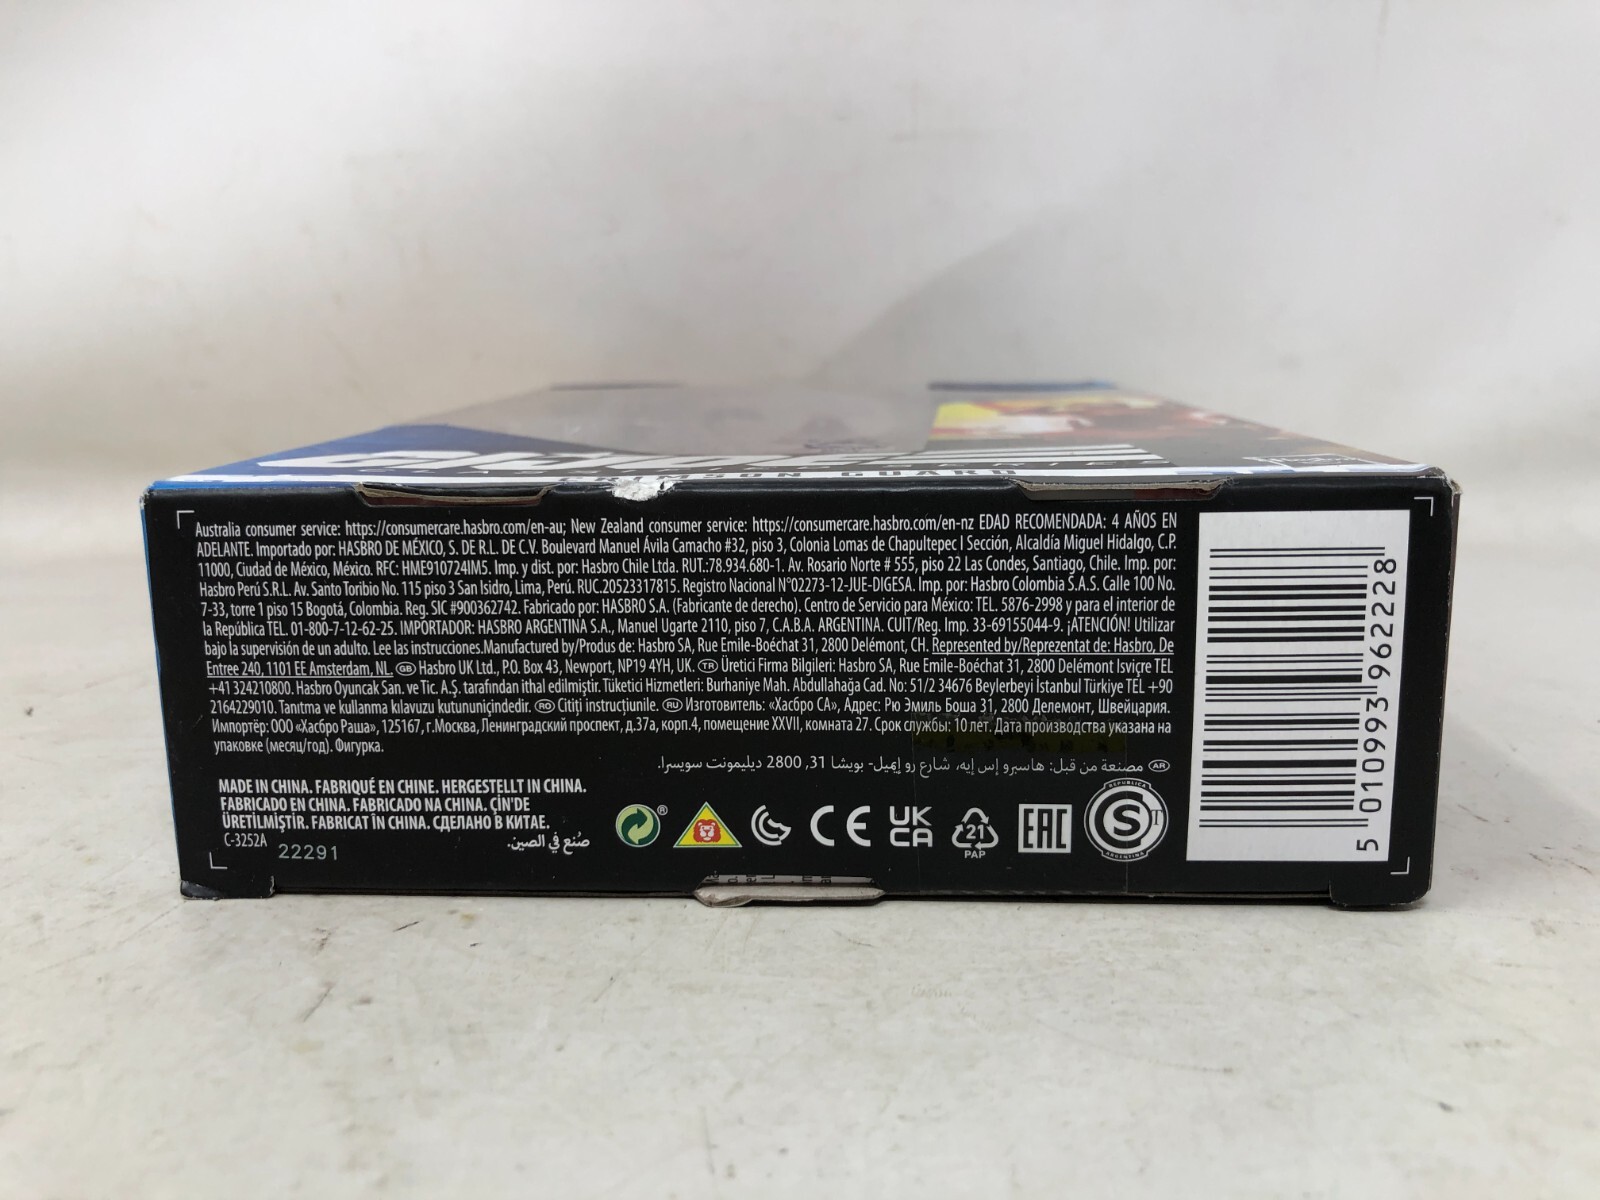 CRIMSON GUARD
Australia consumer service: https://consumercare.hasbro.com/en-au; New Zealand consumer service: https://consumercare.hasbro.com/en-nz EDAD RECOMENDADA: 4 AÑOS EN
ADELANTE. Importado por: HASBRO DE MÉXICO, S. DE R.L. DE C.V. Boulevard Manuel Ávila Camacho #32, piso 3, Colonia Lomas de Chapultepec I Sección, Alcaldía Miguel Hidalgo, C.P.
11000, Ciudad de México, México. RFC: HME910724IM5. Imp. y dist. por: Hasbro Chile Ltda. RUT.:78.934.680-1. Av. Rosario Norte # 555, piso 22 Las Condes, Santiago, Chile. Imp. por:
Hasbro Perú S.R.L. Av. Santo Toribio No. 115 piso 3 San Isidro, Lima, Perú. RUC.20523317815. Registro Nacional N°02273-12-JUE-DIGESA. Imp. por: Hasbro Colombia S.A.S. Calle 100 No.
7-33, torre 1 piso 15 Bogotá, Colombia. Reg. SIC #900362742. Fabricado por: HASBRO S.A. (Fabricante de derecho). Centro de Servicio para México: TEL. 5876-2998 y para el interior de
la República TEL. 01-800-7-12-62-25. IMPORTADOR: HASBRO ARGENTINA S.A., Manuel Ugarte 2110, piso 7, C.A.B.A. ARGENTINA. CUIT/Reg. Imp. 33-69155044-9. ¡ATENCIÓN! Utilizar
bajo la supervisión de un adulto. Lee las instrucciones.Manufactured by/Produs de: Hasbro SA, Rue Emile-Boéchat 31, 2800 Delémont, CH. Represented by/Reprezentat de: Hasbro, De
Entree 240, 1101 EE Amsterdam, NL. GB Hasbro UK Ltd., P.O. Box 43, Newport, NP19 4YH, UK. TR Üretici Firma Bilgileri: Hasbro SA, Rue Emile-Boéchat 31, 2800 Delémont İsviçre TEL
+41 324210800. Hasbro Oyuncak San. ve Tic. A.Ş. tarafından ithal edilmiştir. Tüketici Hizmetleri: Burhaniye Mah. Abdullahağa Cad. No: 51/2 34676 Beylerbeyi İstanbul Türkiye TEL +90
2164229010. Tanıtma ve kullanma kılavuzu kutununiçindedir. RO Citiți instrucțiunile. RU Изготовитель: «Хасбро СА», Адрес: Рю Эмиль Боша 31, 2800 Делемонт, Швейцария.
Импортёр: ООО «Хасбро Раша», 125167, г.Москва, Ленинградский проспект, д.37а, корп.4, помещение XXVII, комната 27. Срок службы: 10 лет. Дата производства указана на
упаковке (месяц/год). Фигурка.
AR مصنعة من قبل: هاسبرو إس إيه، شارع رو إيميل- بويشا 31, 2800 ديليمونت سويسرا.
MADE IN CHINA. FABRIQUÉ EN CHINE. HERGESTELLT IN CHINA.
FABRICADO EN CHINA. FABRICADO NA CHINA. ÇİN'DE
ÜRETİLMİŞTİR. FABRICAT ÎN CHINA. СДЕЛАНО В КИТАЕ.
C-3252A 22291
صُنع في الصين.
®
CE
UK
CA
21
PAP
EAC
REPUBLICA
S T
ARGENTINA
5 010993 962228